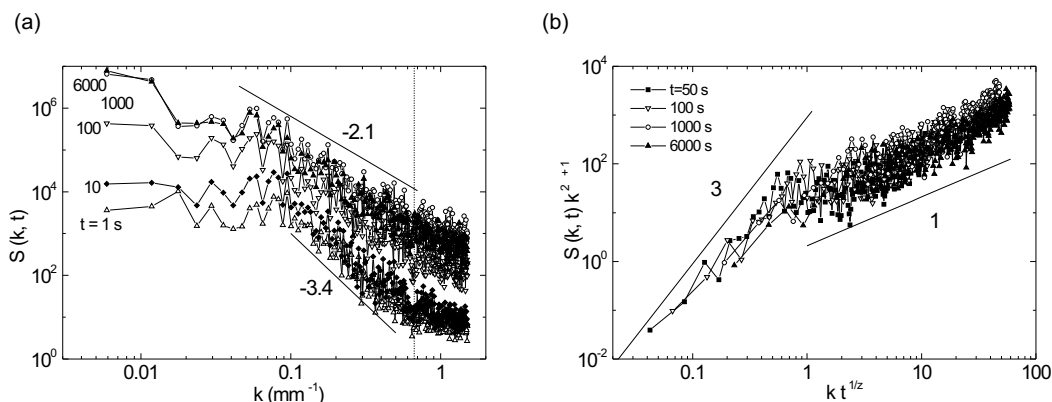 (a)
(b)
10^6
10^4
10^2
10^0
S (k, t)
6000
1000
100
10
t = 1 s
-2.1
-3.4
0.01
0.1
1
k (mm^-1)
10^4
10^2
10^0
10^-2
S (k, t) k^2 +1
t=50 s
100 s
1000 s
6000 s
3
1
0.1
1
10
100
k t^1/z